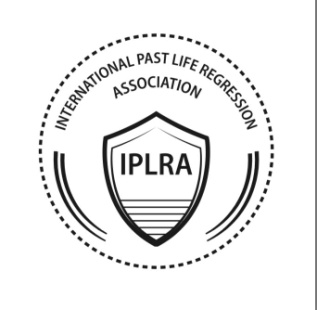 INTERNATIONAL PAST LIFE REGRESSION
ASSOCIATION
IPLRA